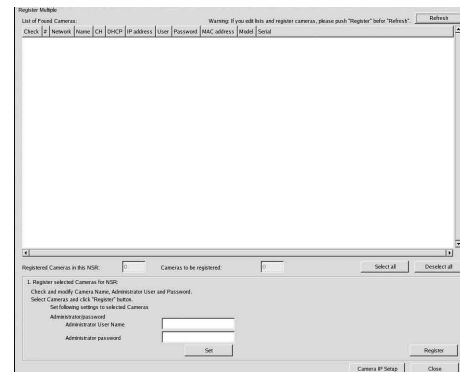 Register Multiple
List of Found Cameras: Warning: If you edit lists and register cameras, please push "Register" befor "Refresh". Refresh
Check # Network Name CH DHCP IP address User Password MAC address Model Serial
Registered Cameras in this NSR: 0 Cameras to be registered: 0 Select all Deselect all
1. Register selected Cameras for NSR:
Check and modify Camera Name, Administrator User and Password.
Select Cameras and click "Register" button.
Set following settings to selected Cameras
Administrator/password
Administrator User Name
Administrator password
Set Register
Camera IP Setup Close